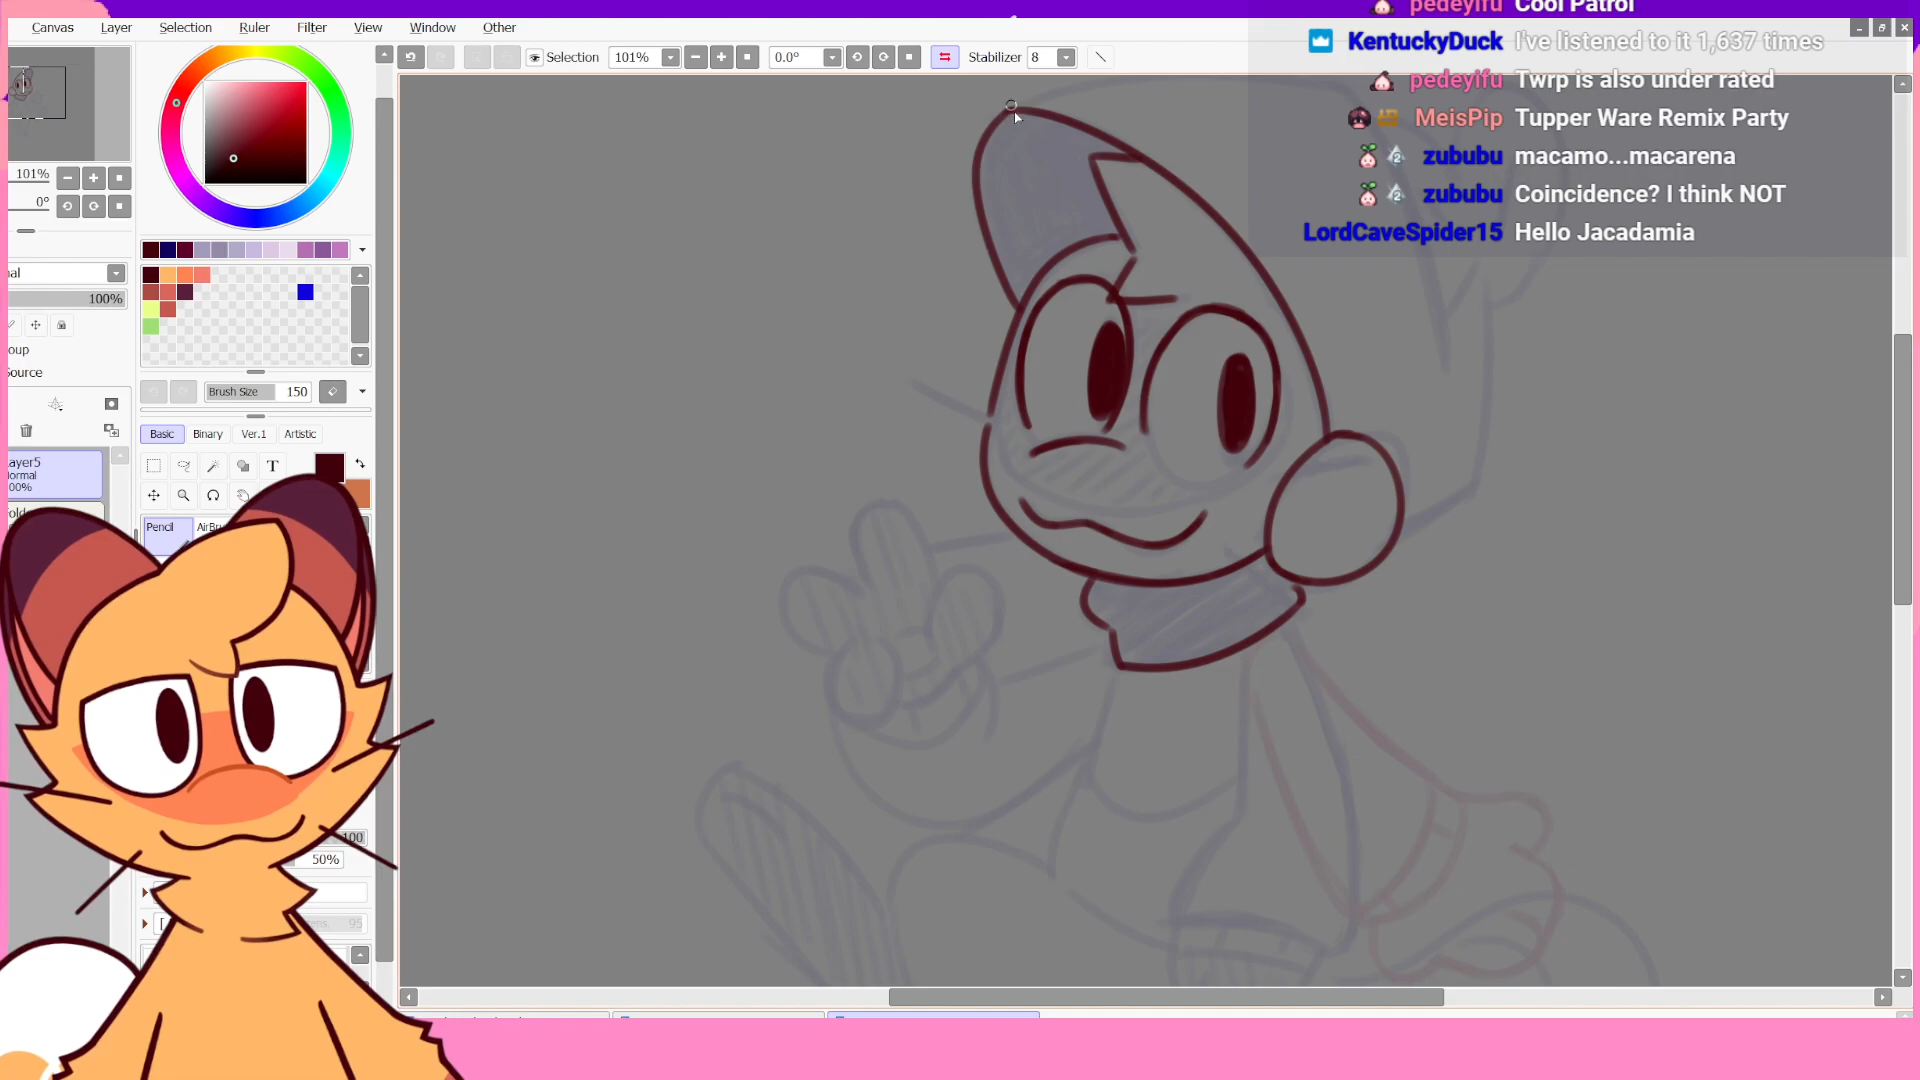 pedeyifu Cool Patrol
Canvas Layer Selection Ruler Filter View Window Other
KentuckyDuck I've listened to it 1,637 times
Selection 101% 0.0° Stabilizer 8
pedeyifu Twrp is also under rated
MeisPip Tupper Ware Remix Party
zububu macamo...macarena
101%
zububu Coincidence? I think NOT
0°
LordCaveSpider15 Hello Jacadamia
100%
Brush Size 150
Basic Binary Ver.1 Artistic
T
Pencil AirBru
100
50%
95